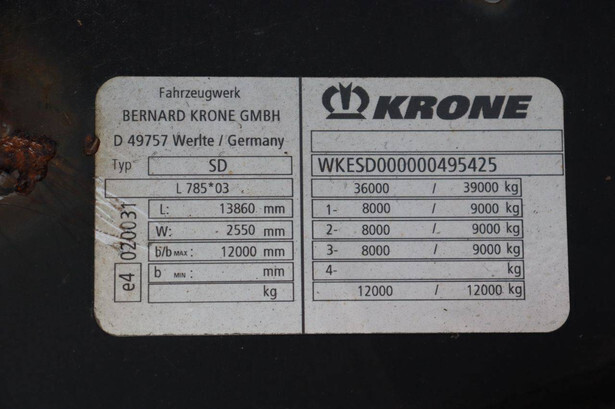 Fahrzeugwerk
BERNARD KRONE GMBH
D 49757 Werlte / Germany
Typ SD
L 785*03
L: 13860 mm
W: 2550 mm
b/b MAX : 12000 mm
b MIN : mm
kg
e4 020031
KRONE
WKESD000000495425
36000 / 39000 kg
1- 8000 / 9000 kg
2- 8000 / 9000 kg
3- 8000 / 9000 kg
4- kg
12000 / 12000 kg